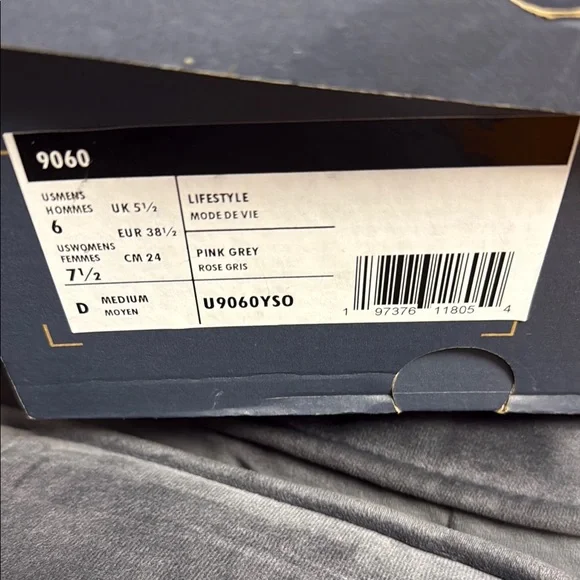 9060
USMENS
HOMMES
6
UK 5½
EUR 38½
USWOMENS
FEMMES
7½
CM 24
D
MEDIUM
MOYEN
LIFESTYLE
MODE DE VIE
PINK GREY
ROSE GRIS
U9060YSO
1 97376 11805 4